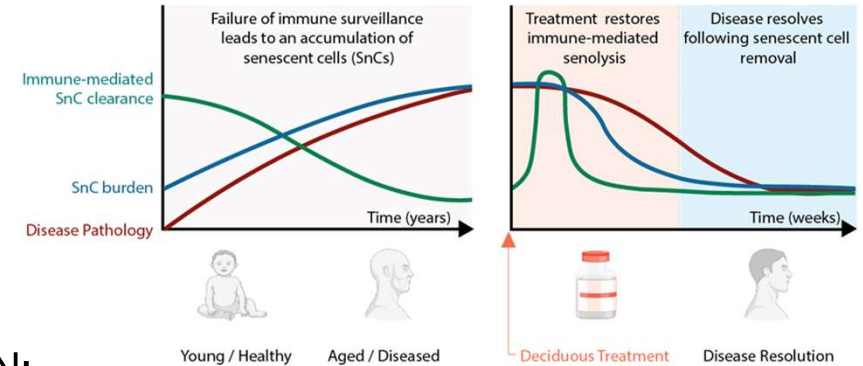 Failure of immune surveillance
leads to an accumulation of
senescent cells (SnCs)
Immune-mediated
SnC clearance
SnC burden
Disease Pathology
Time (years)
Young / Healthy
Aged / Diseased
Treatment restores
immune-mediated
senolysis
Disease resolves
following senescent cell
removal
Time (weeks)
Deciduous Treatment
Disease Resolution